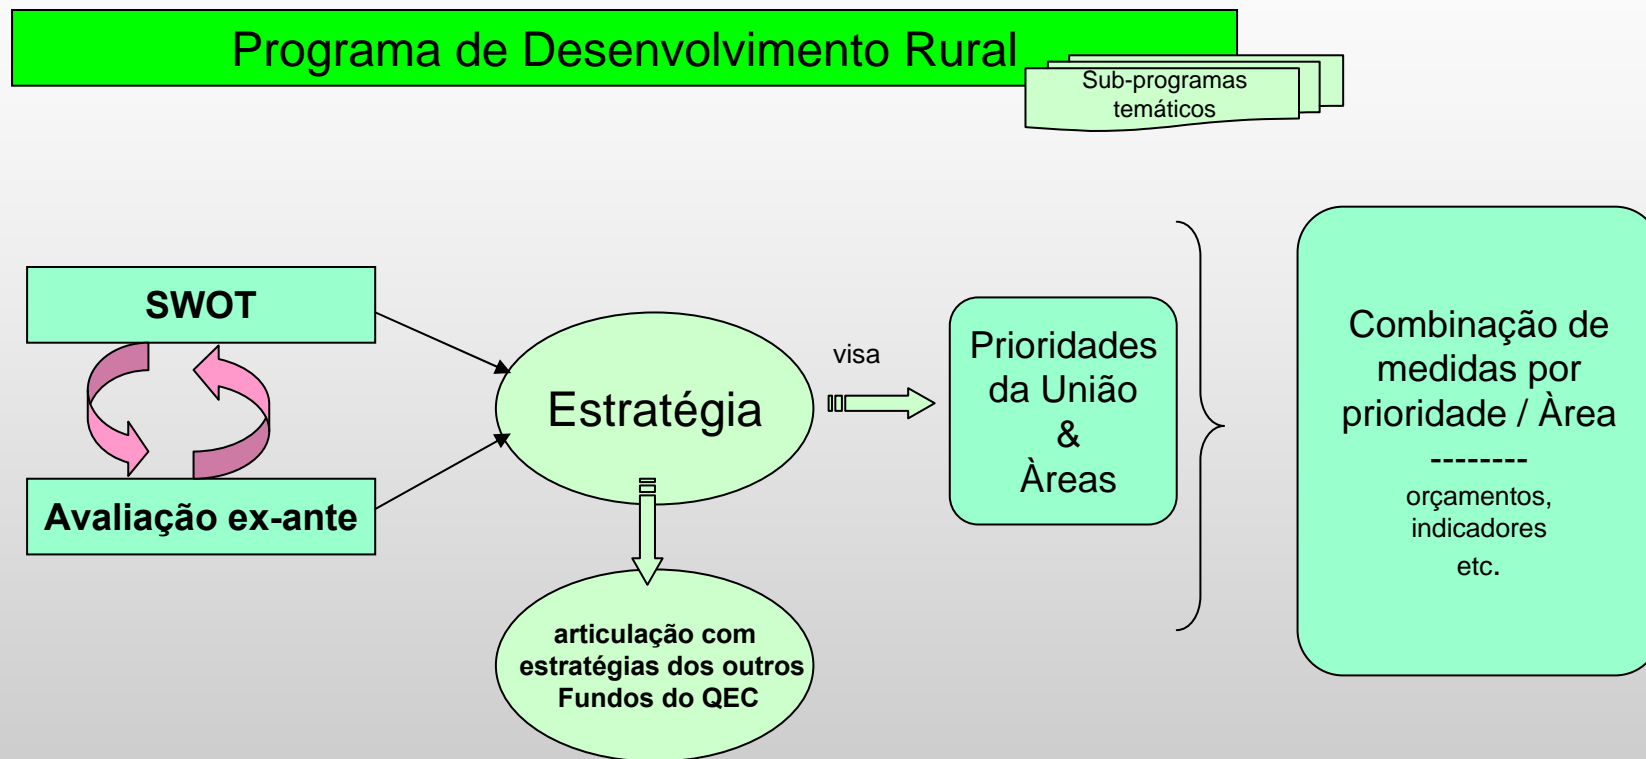 Programa de Desenvolvimento Rural
Sub-programas
temáticos
SWOT
Avaliação ex-ante
Estratégia
visa
Prioridades
da União
&
Àreas
articulação com
estratégias dos outros
Fundos do QEC
Combinação de
medidas por
prioridade / Àrea
--------
orçamentos,
indicadores
etc.